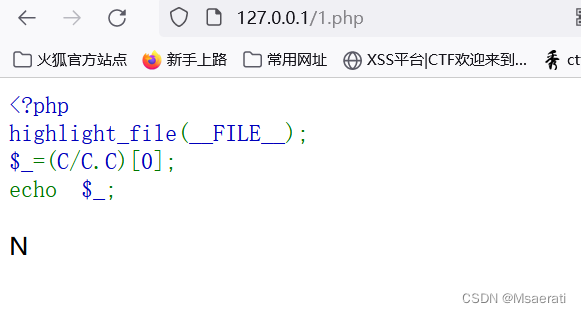 127.0.0.1/1.php
火狐官方站点 新手上路 常用网址 XSS平台|CTF欢迎来到... ct
<?php
highlight_file(__FILE__);
$_=(C/C.C)[0];
echo  $_;
N
CSDN @Msaerati